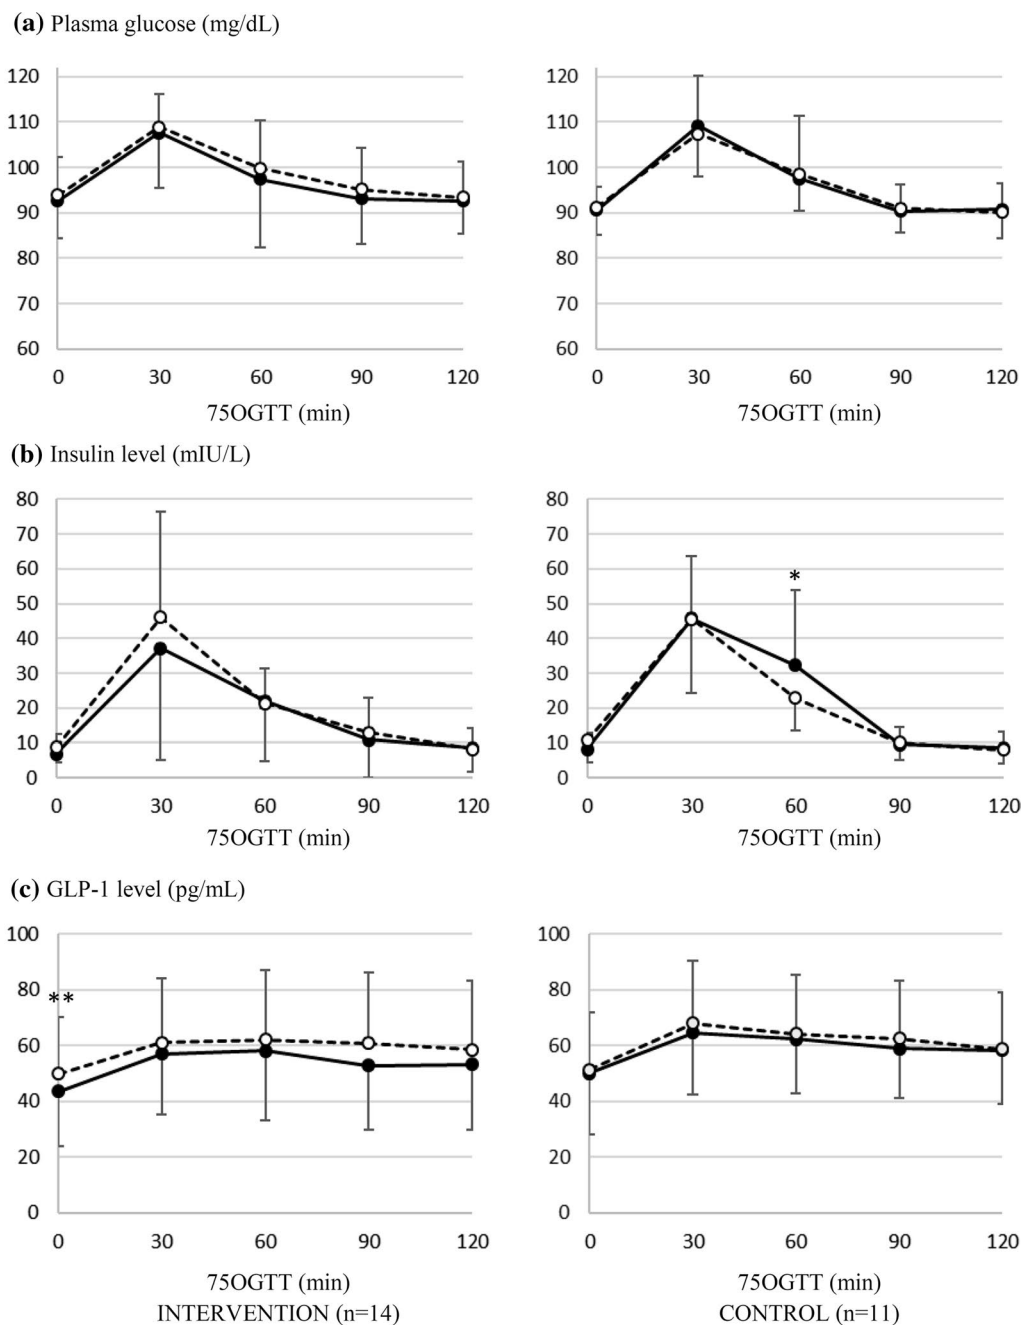 (a) Plasma glucose (mg/dL)
120 120
110 110
100 100
90 90
80 80
70 70
60 60
0 30 60 90 120 0 30 60 90 120
75OGTT (min) 75OGTT (min)
(b) Insulin level (mIU/L)
80 80
70 70
60 60
*
50 50
40 40
30 30
20 20
10 10
0 0
0 30 60 90 120 0 30 60 90 120
75OGTT (min) 75OGTT (min)
(c) GLP-1 level (pg/mL)
100 100
80 80
**
60 60
40 40
20 20
0 0
0 30 60 90 120 0 30 60 90 120
75OGTT (min) 75OGTT (min)
INTERVENTION (n=14) CONTROL (n=11)